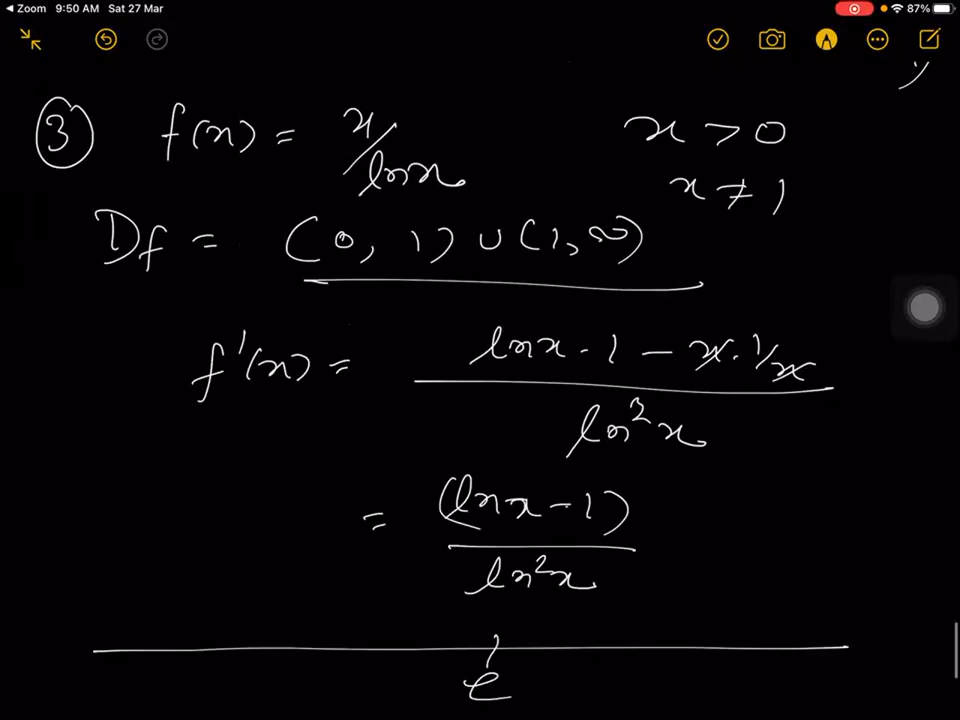 Zoom 9:50 AM Sat 27 Mar 87%
③ f(x) = x/lnx x > 0
x ≠ 1
Df = (0, 1) ∪ (1, ∞)
f'(x) = lnx · 1 − x · 1/x
ln²x
= (lnx − 1)
ln²x
e